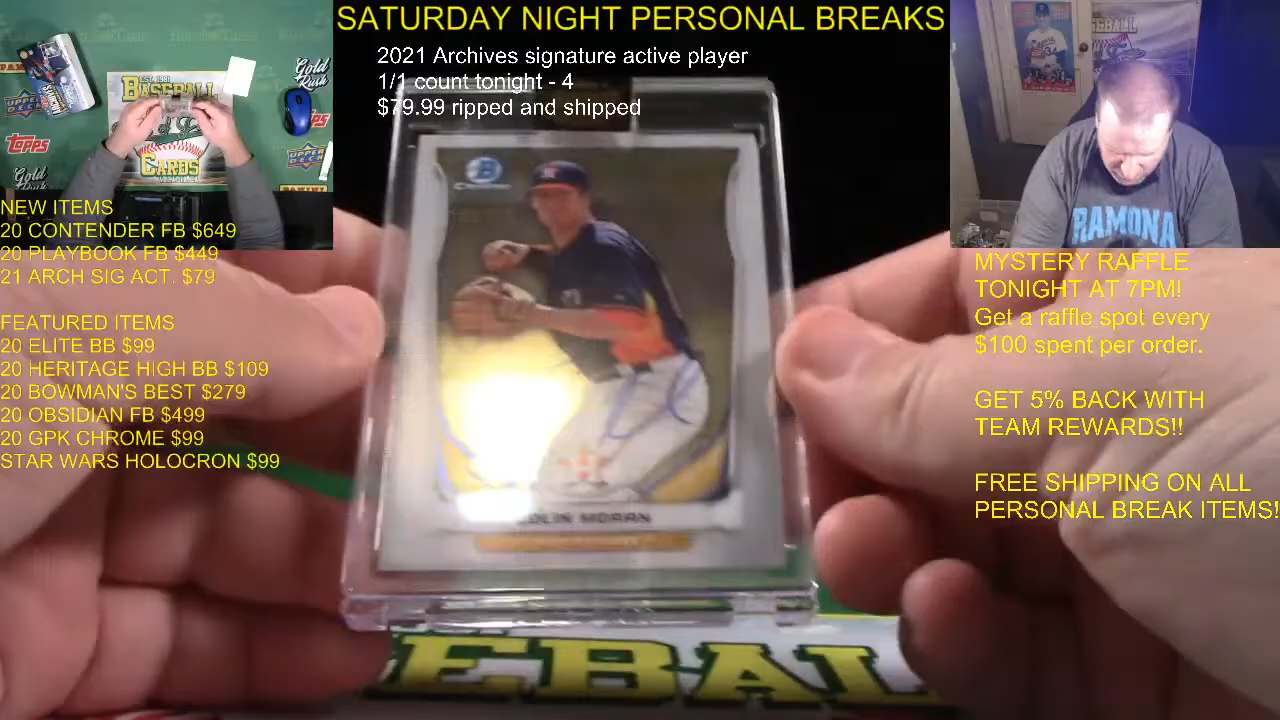 SATURDAY NIGHT PERSONAL BREAKS
2021 Archives signature active player
1/1 count tonight - 4
$79.99 ripped and shipped
NEW ITEMS
20 CONTENDER FB $649
20 PLAYBOOK FB $449
21 ARCH SIG ACT. $79
FEATURED ITEMS
20 ELITE BB $99
20 HERITAGE HIGH BB $109
20 BOWMAN'S BEST $279
20 OBSIDIAN FB $499
20 GPK CHROME $99
STAR WARS HOLOCRON $99
MYSTERY RAFFLE
TONIGHT AT 7PM!
Get a raffle spot every
$100 spent per order.
GET 5% BACK WITH
TEAM REWARDS!!
FREE SHIPPING ON ALL
PERSONAL BREAK ITEMS!
BASEBALL
CARDS
Gold
Rush
topps
UPPER
DECK
PANINI
RAMONA
MORAN